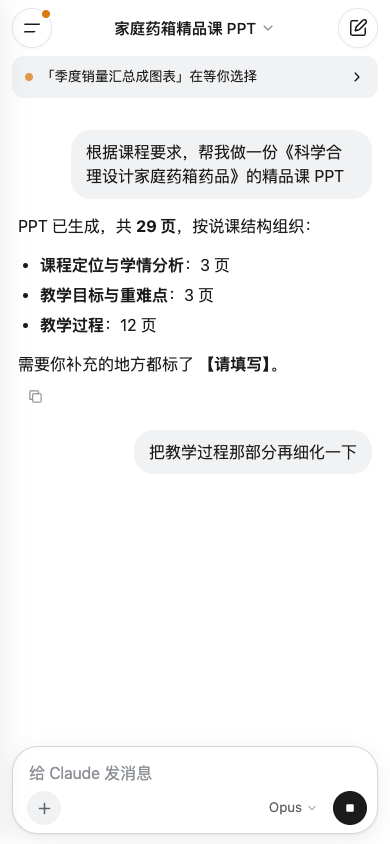 家庭药箱精品课 PPT
「季度销量汇总成图表」在等你选择
根据课程要求，帮我做一份《科学合
理设计家庭药箱药品》的精品课 PPT
PPT 已生成，共 29 页，按说课结构组织：
• 课程定位与学情分析：3 页
• 教学目标与重难点：3 页
• 教学过程：12 页
需要你补充的地方都标了 【请填写】。
把教学过程那部分再细化一下
给 Claude 发消息
Opus